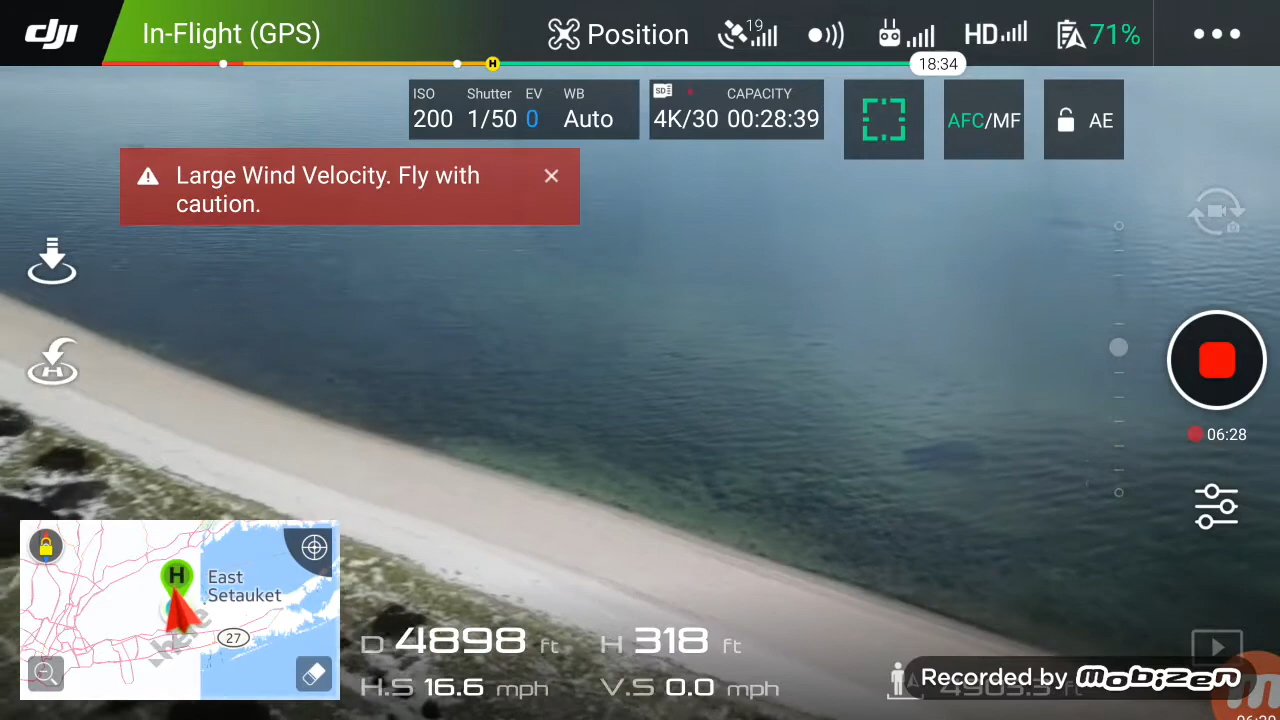 dji In-Flight (GPS) Position 19 HD 71%
H
18:34
ISO Shutter EV WB
200 1/50 0 Auto
SD CAPACITY
4K/30 00:28:39
AFC/MF
AE
Large Wind Velocity. Fly with
caution.
H
06:28
H
East
Setauket
27
D 4898 ft H 318 ft
H.S 16.6 mph V.S 0.0 mph
Recorded by mobizen